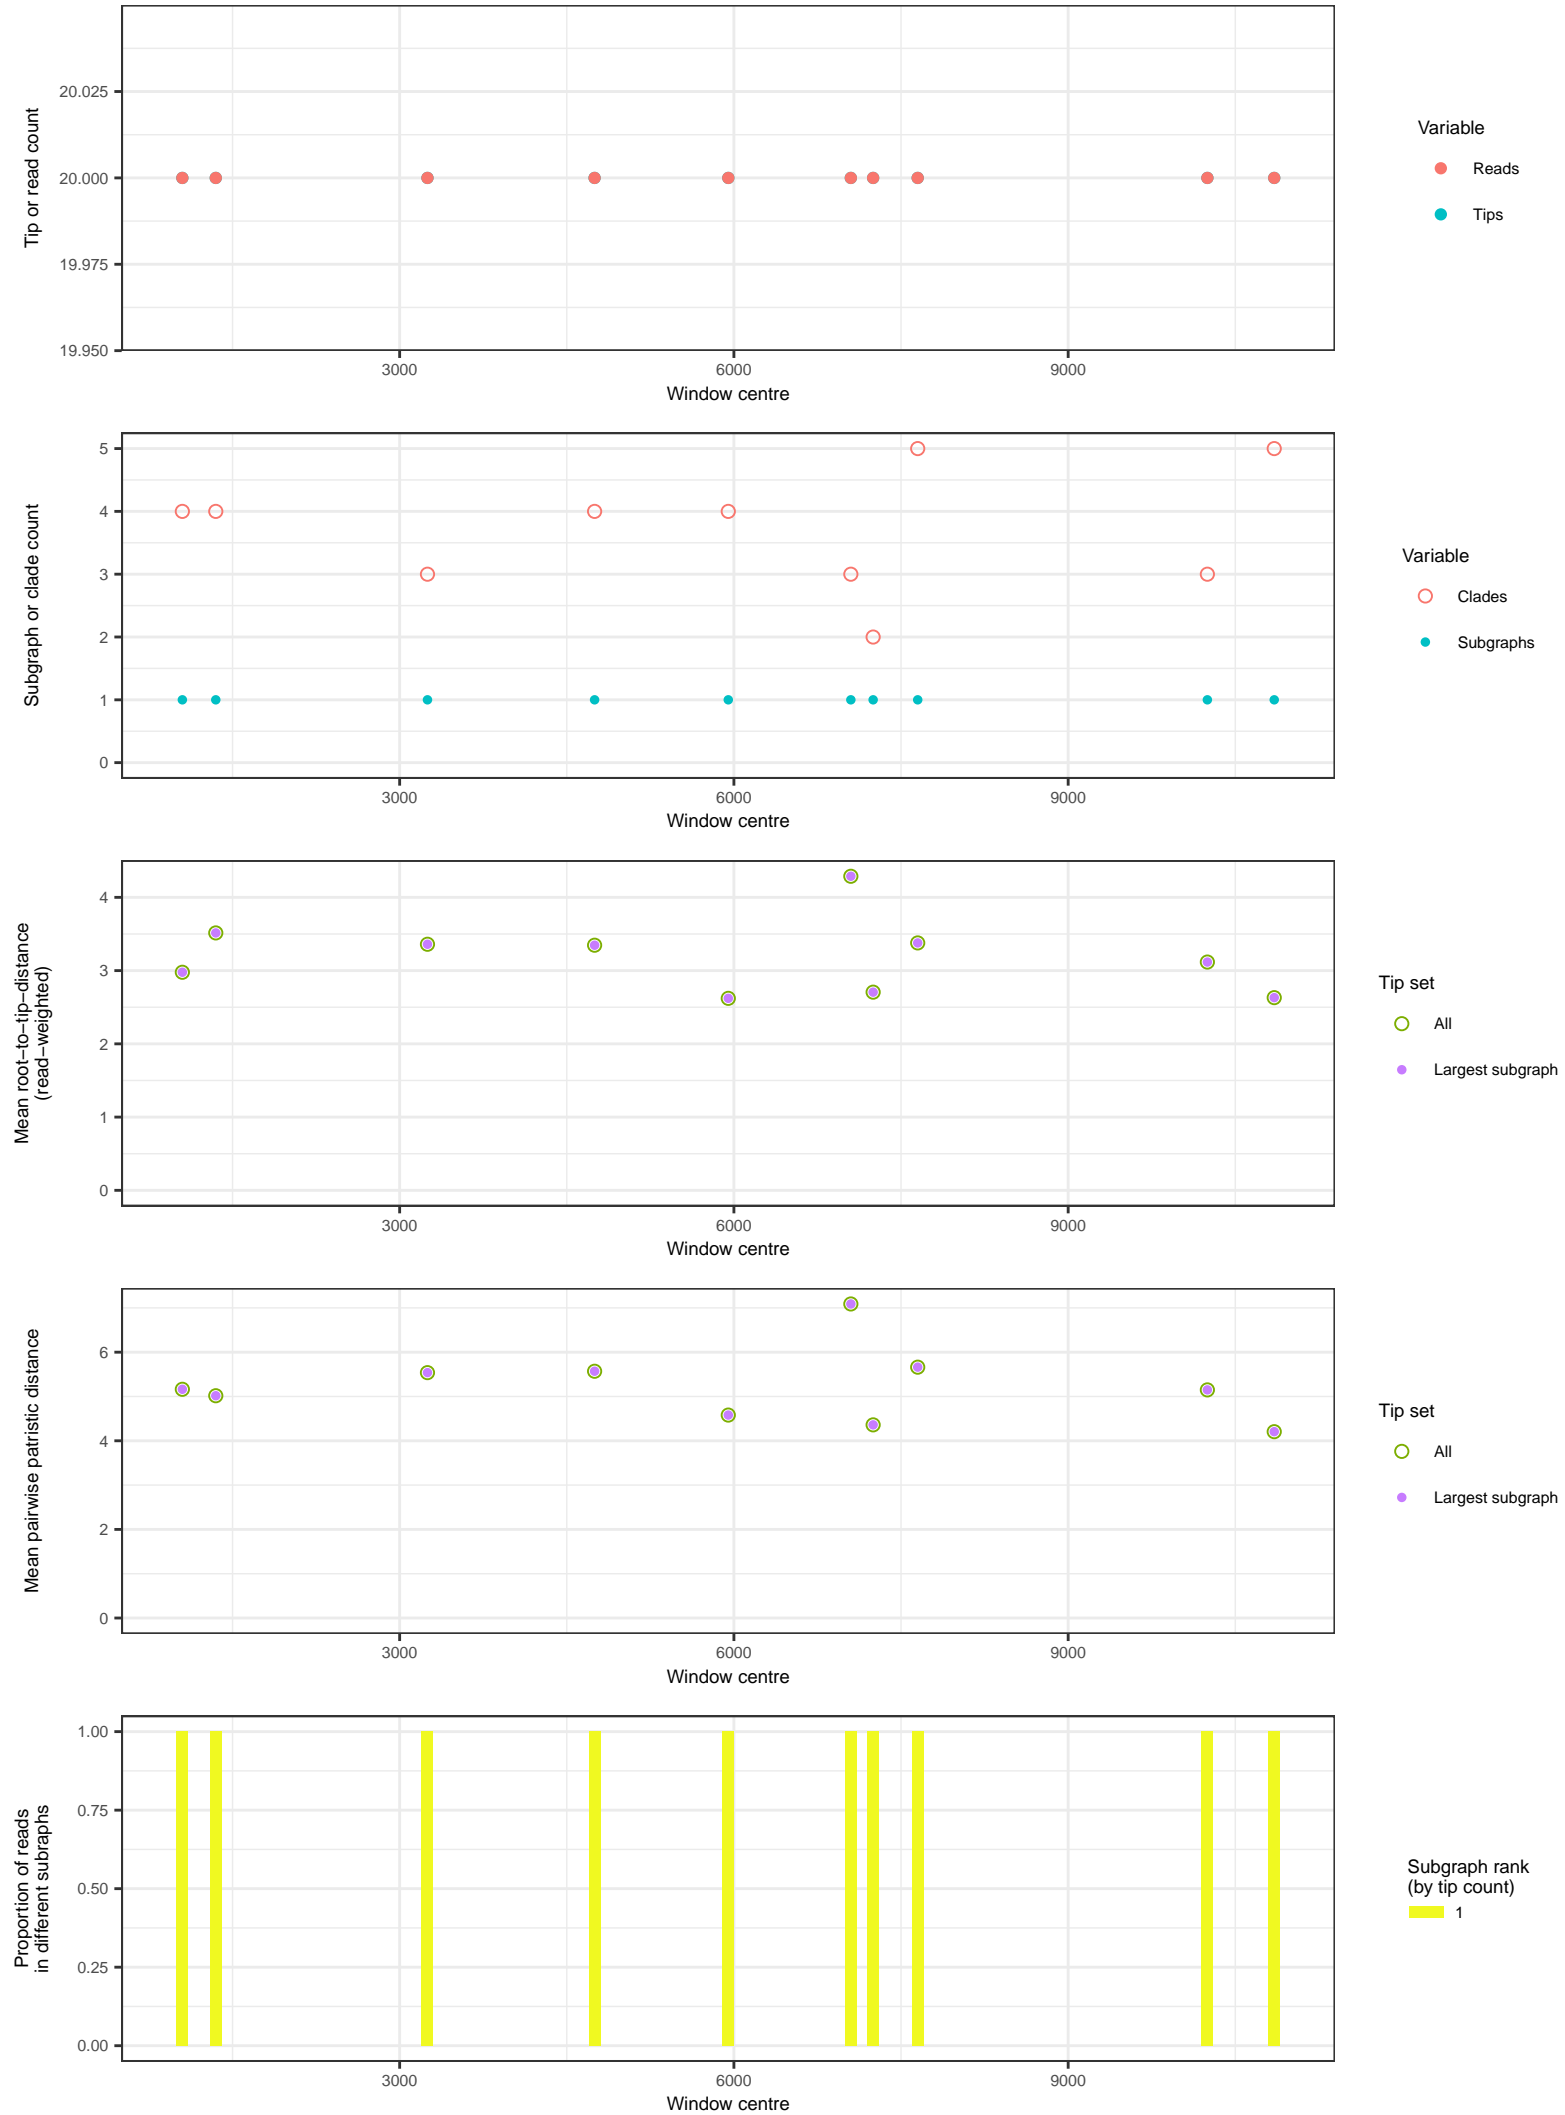 20.025
20.000
19.975
19.950
Tip or read count
3000 6000 9000
Window centre
Variable
Reads
Tips
5
4
3
2
1
0
Subgraph or clade count
3000 6000 9000
Window centre
Variable
Clades
Subgraphs
4
3
2
1
0
Mean root−to−tip−distance
(read−weighted)
3000 6000 9000
Window centre
Tip set
All
Largest subgraph
6
4
2
0
Mean pairwise patristic distance
3000 6000 9000
Window centre
Tip set
All
Largest subgraph
1.00
0.75
0.50
0.25
0.00
Proportion of reads
in different subraphs
3000 6000 9000
Window centre
Subgraph rank
(by tip count)
1